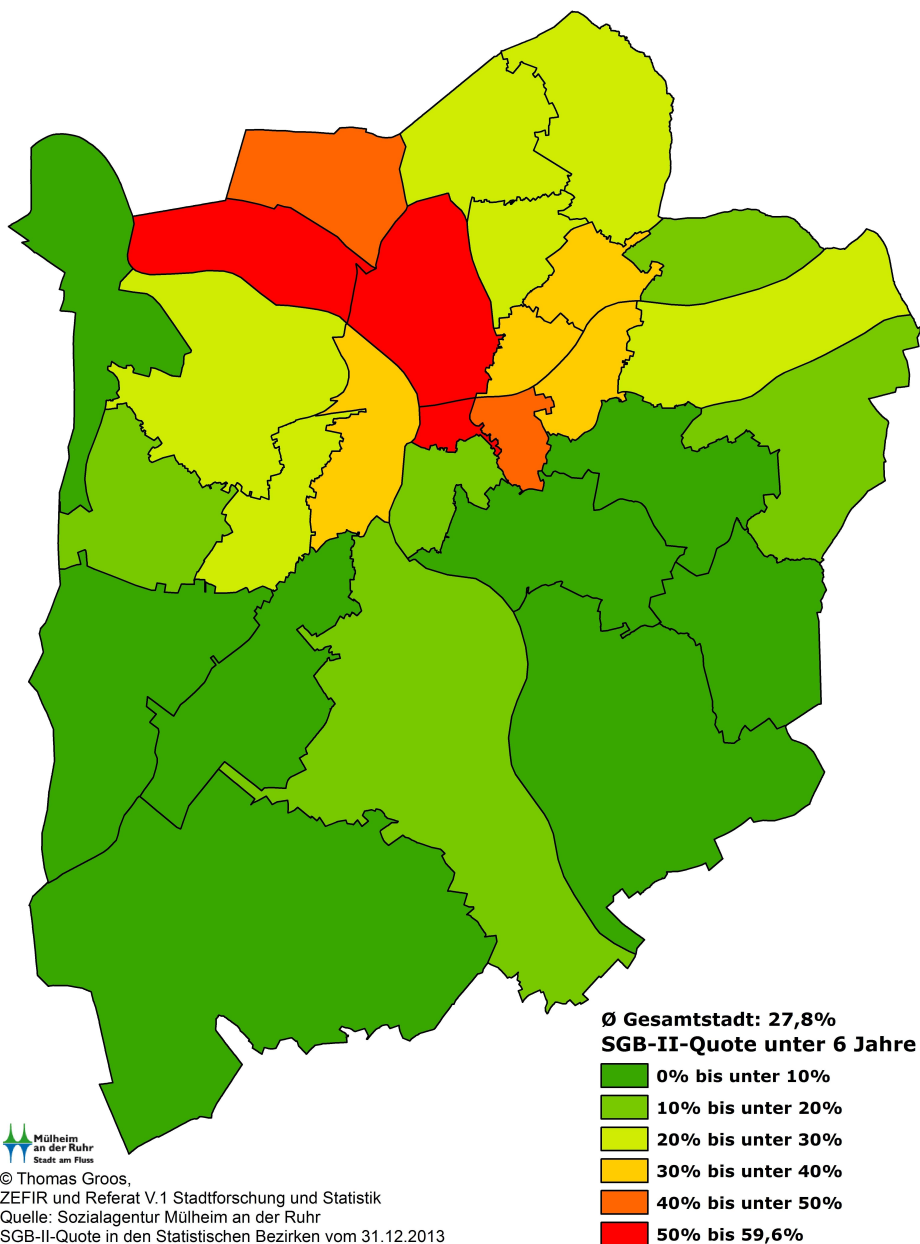 Ø Gesamtstadt: 27,8%
SGB-II-Quote unter 6 Jahre
0% bis unter 10%
10% bis unter 20%
20% bis unter 30%
30% bis unter 40%
40% bis unter 50%
50% bis 59,6%
Mülheim
an der Ruhr
Stadt am Fluss
© Thomas Groos,
ZEFIR und Referat V.1 Stadtforschung und Statistik
Quelle: Sozialagentur Mülheim an der Ruhr
SGB-II-Quote in den Statistischen Bezirken vom 31.12.2013